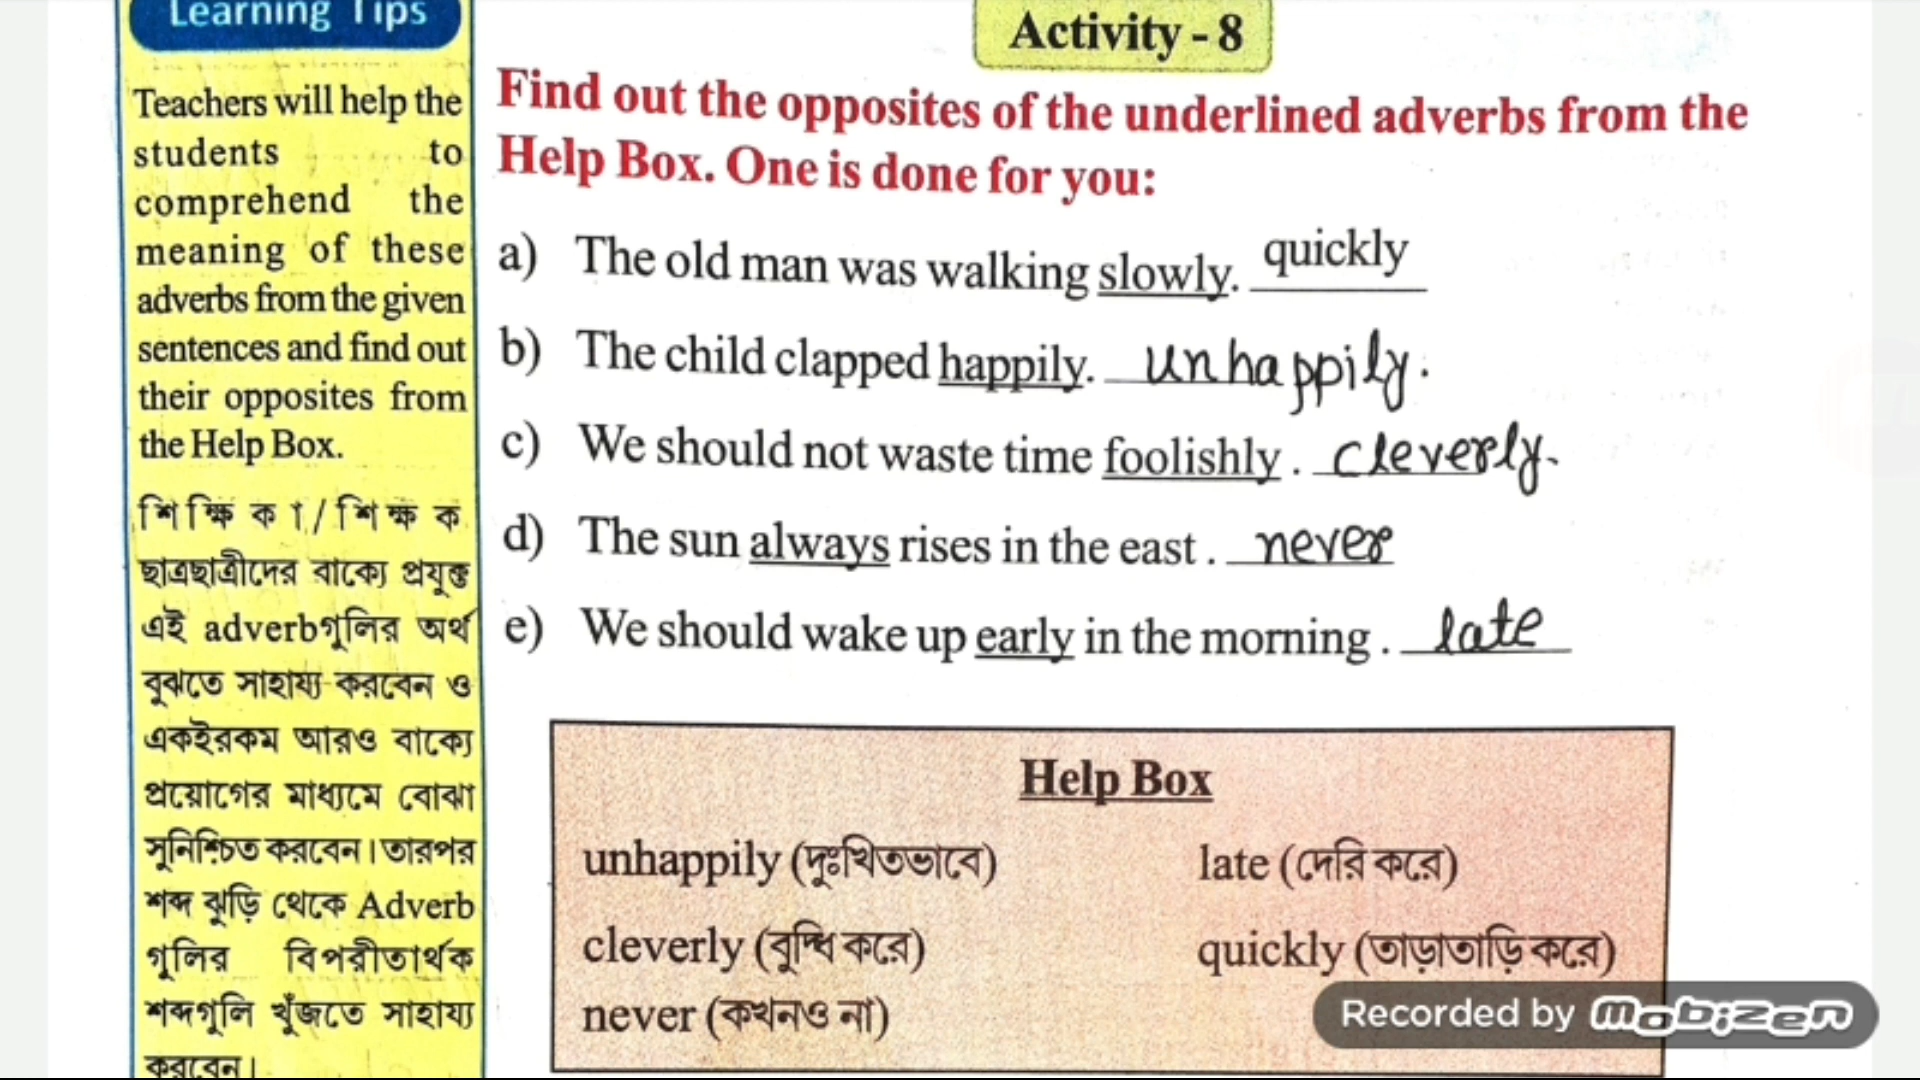 Learning Tips
Teachers will help the
students to
comprehend the
meaning of these
adverbs from the given
sentences and find out
their opposites from
the Help Box.
শিক্ষিকা/শিক্ষক
ছাত্রছাত্রীদের বাক্যে প্রযুক্ত
এই adverbগুলির অর্থ
বুঝতে সাহায্য করবেন ও
একইরকম আরও বাক্যে
প্রয়োগের মাধ্যমে বোঝা
সুনিশ্চিত করবেন। তারপর
শব্দ ঝুড়ি থেকে Adverb
গুলির বিপরীতার্থক
শব্দগুলি খুঁজতে সাহায্য
করবেন।
Activity - 8
Find out the opposites of the underlined adverbs from the
Help Box. One is done for you:
a) The old man was walking slowly. quickly
b) The child clapped happily. unhappily.
c) We should not waste time foolishly . cleverly.
d) The sun always rises in the east . never
e) We should wake up early in the morning . late
Help Box
unhappily (দুঃখিতভাবে) late (দেরি করে)
cleverly (বুদ্ধি করে) quickly (তাড়াতাড়ি করে)
never (কখনও না)
Recorded by mobizen